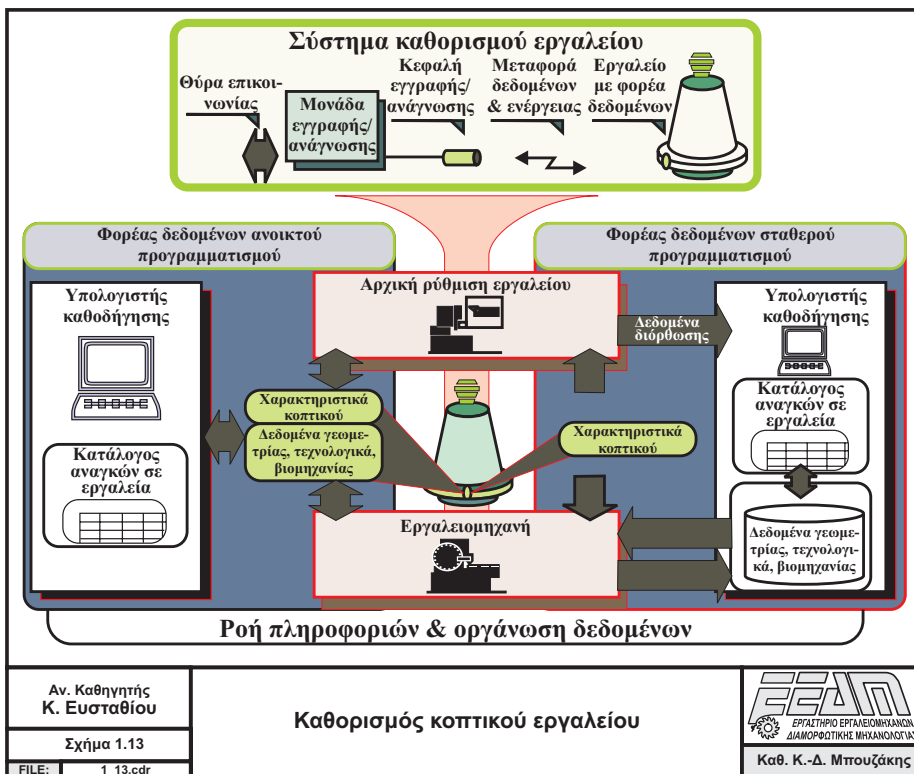 Σύστημα καθορισμού εργαλείου
Θύρα επικοι-
νωνίας
Μονάδα
εγγραφής/
ανάγνωσης
Κεφαλή
εγγραφής/
ανάγνωσης
Μεταφορά
δεδομένων
& ενέργειας
Εργαλείο
με φορέα
δεδομένων
Φορέας δεδομένων ανοικτού
προγραμματισμού
Φορέας δεδομένων σταθερού
προγραμματισμού
Υπολογιστής
καθοδήγησης
Κατάλογος
αναγκών σε
εργαλεία
Αρχική ρύθμιση εργαλείου
Δεδομένα
διόρθωσης
Υπολογιστής
καθοδήγησης
Κατάλογος
αναγκών σε
εργαλεία
Χαρακτηριστικά
κοπτικού
Δεδομένα γεωμε-
τρίας, τεχνολογικά,
βιομηχανίας
Χαρακτηριστικά
κοπτικού
Εργαλειομηχανή
Δεδομένα γεωμε-
τρίας, τεχνολογι-
κά, βιομηχανίας
Ροή πληροφοριών & οργάνωση δεδομένων
Αν. Καθηγητής
Κ. Ευσταθίου
Σχήμα 1.13
FILE: 1_13.cdr
Καθορισμός κοπτικού εργαλείου
ΕΕΔΜ
ΕΡΓΑΣΤΗΡΙΟ ΕΡΓΑΛΕΙΟΜΗΧΑΝΩΝ
ΔΙΑΜΟΡΦΩΤΙΚΗΣ ΜΗΧΑΝΟΛΟΓΙΑΣ
Καθ. Κ.-Δ. Μπουζάκης